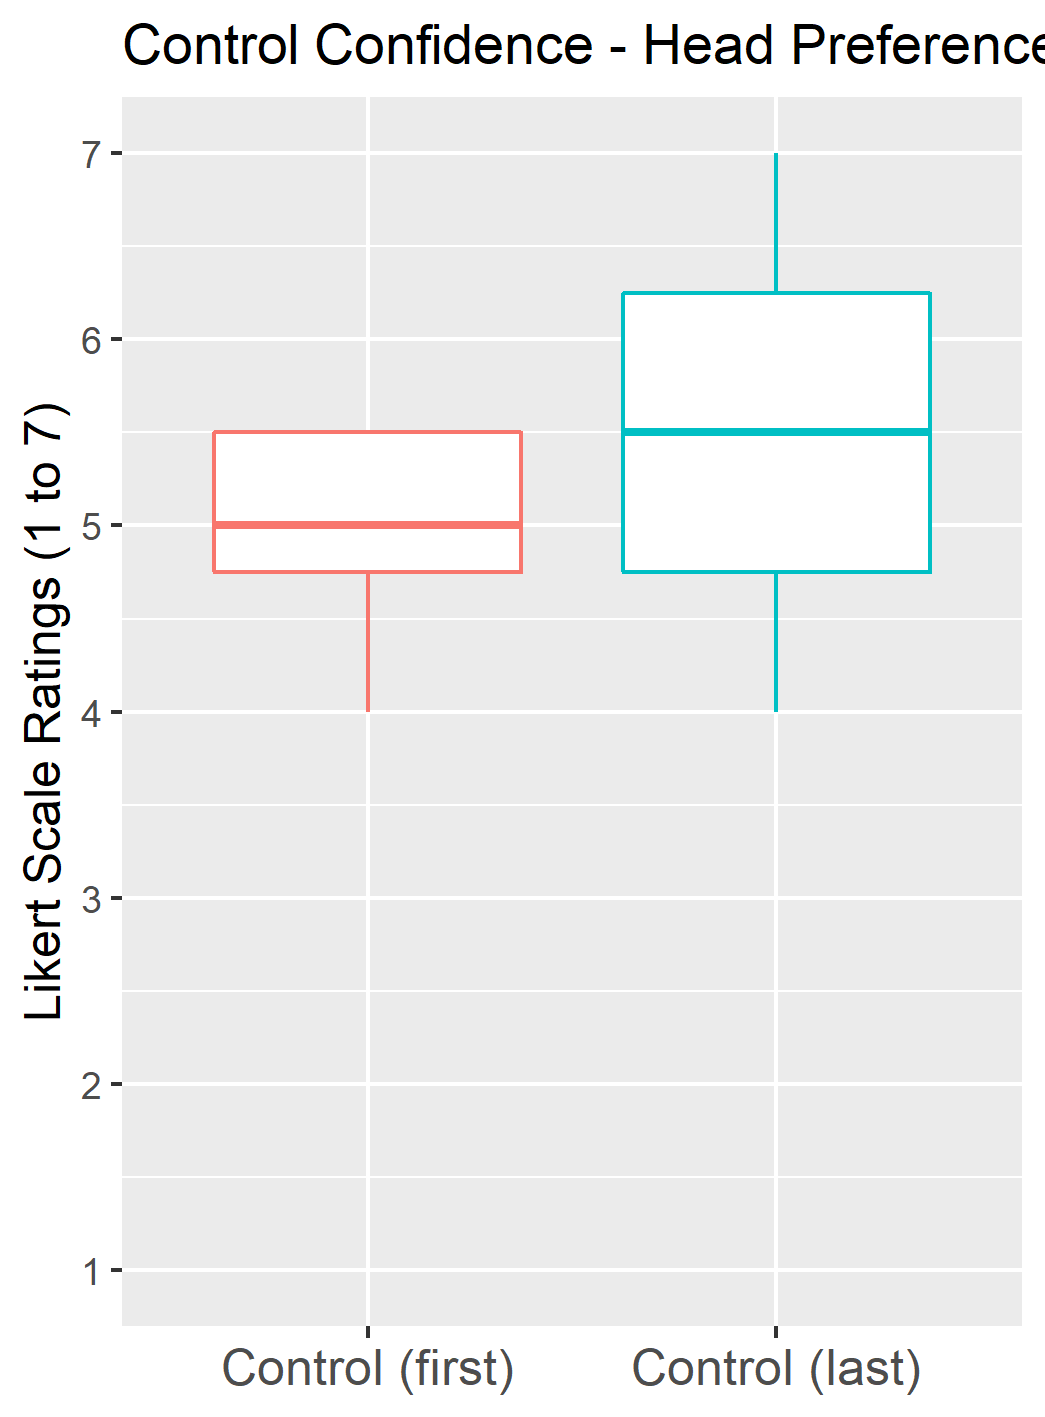 Control Confidence - Head Preference
Likert Scale Ratings (1 to 7)
7
6
5
4
3
2
1
Control (first)
Control (last)